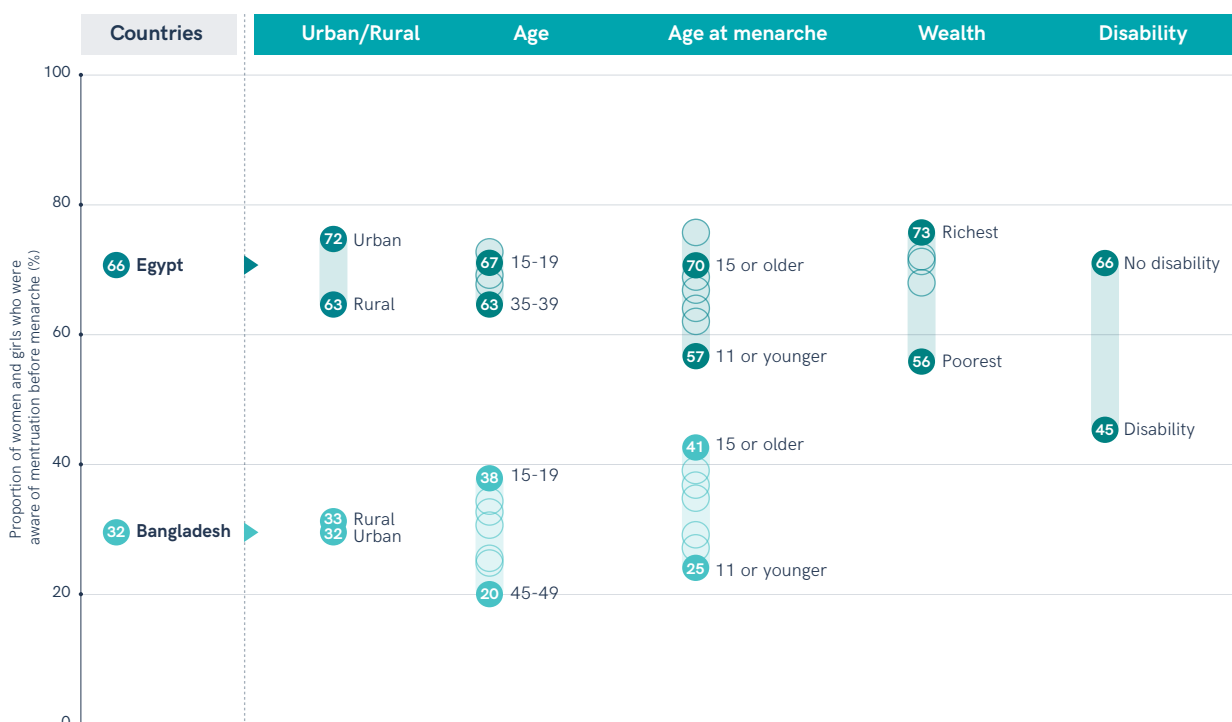 Countries
Urban/Rural
Age
Age at menarche
Wealth
Disability
Proportion of women and girls who were
aware of mentruation before menarche (%)
100
80
60
40
20
0
66 Egypt
72 Urban
63 Rural
67 15-19
63 35-39
70 15 or older
57 11 or younger
73 Richest
56 Poorest
66 No disability
45 Disability
32 Bangladesh
33 Rural
32 Urban
38 15-19
20 45-49
41 15 or older
25 11 or younger